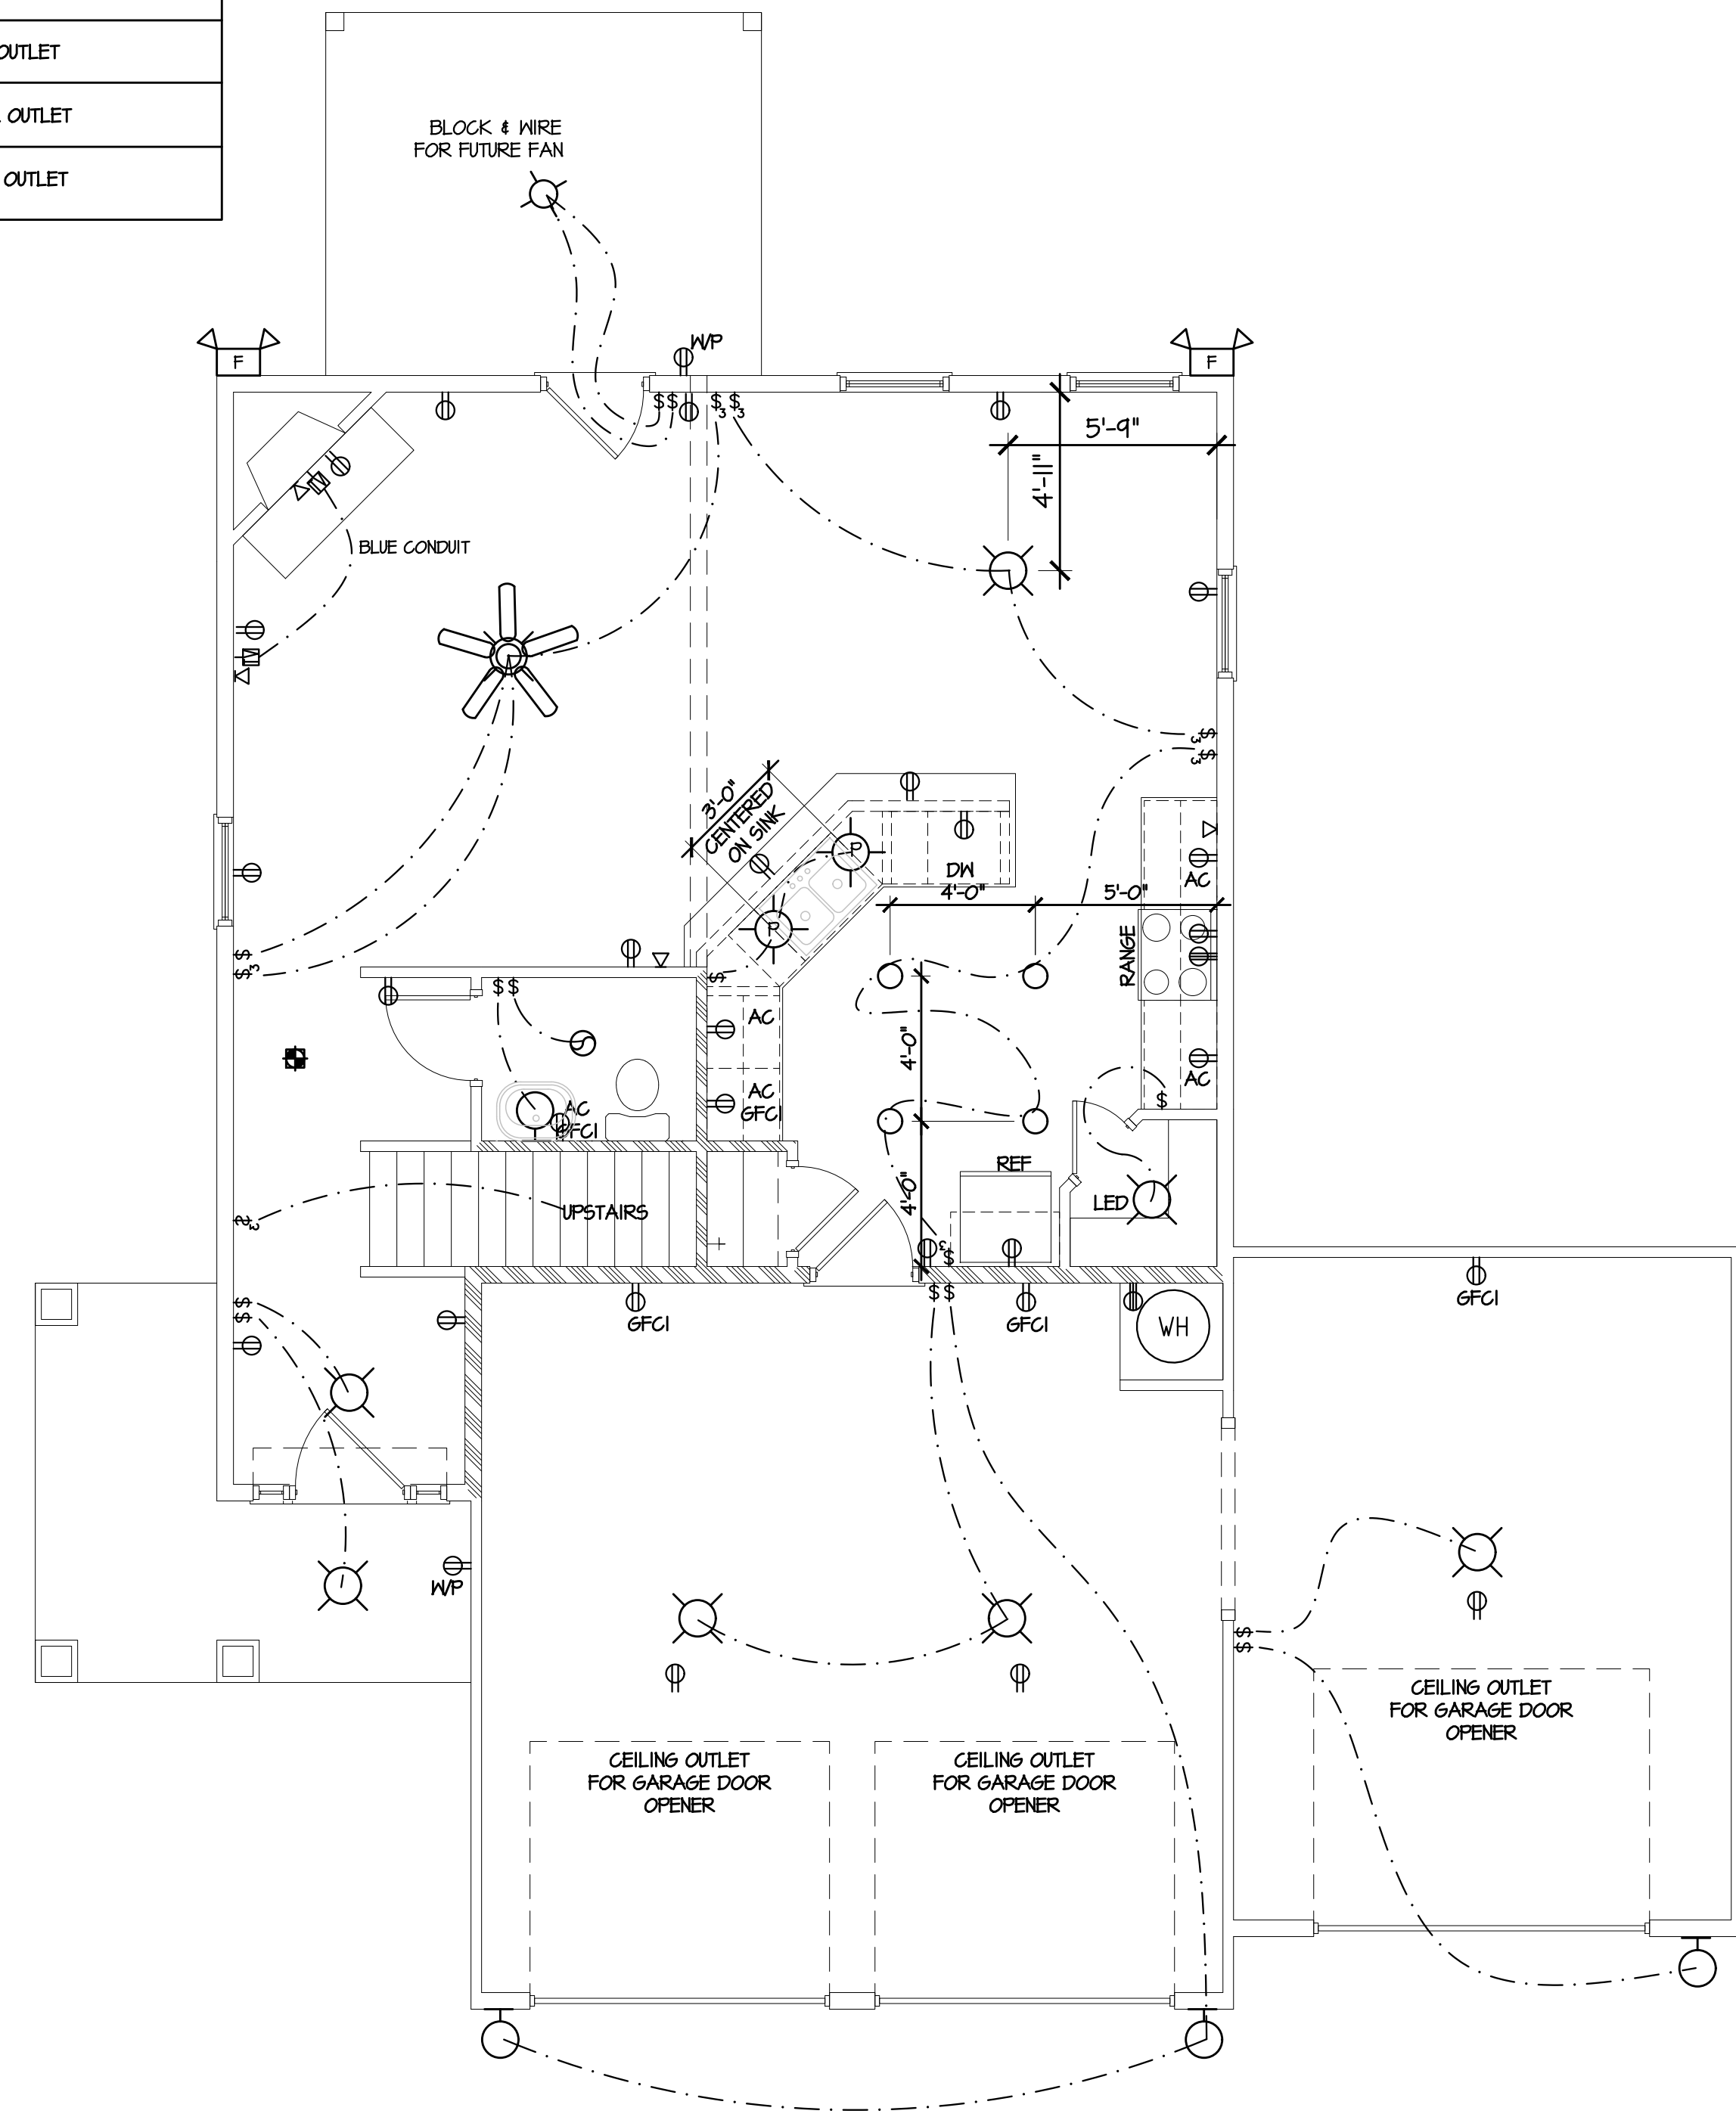 OUTLET
OUTLET
OUTLET
BLOCK & WIRE
FOR FUTURE FAN
W/P
F
F
$$
$3 $3
5'-9"
4'-11"
BLUE CONDUIT
$3
$3
3'-0"
CENTERED
ON SINK
P
P
DW
4'-0"
5'-0"
AC
RANGE
$
$3
$
$$
AC
4'-0"
AC
$
AC
GFCI
AC
GFCI
REF
LED
4'-0"
UPSTAIRS
3
$3
$
$
$$
GFCI
GFCI
WH
GFCI
W/P
$
$
CEILING OUTLET
FOR GARAGE DOOR
OPENER
CEILING OUTLET
FOR GARAGE DOOR
OPENER
CEILING OUTLET
FOR GARAGE DOOR
OPENER